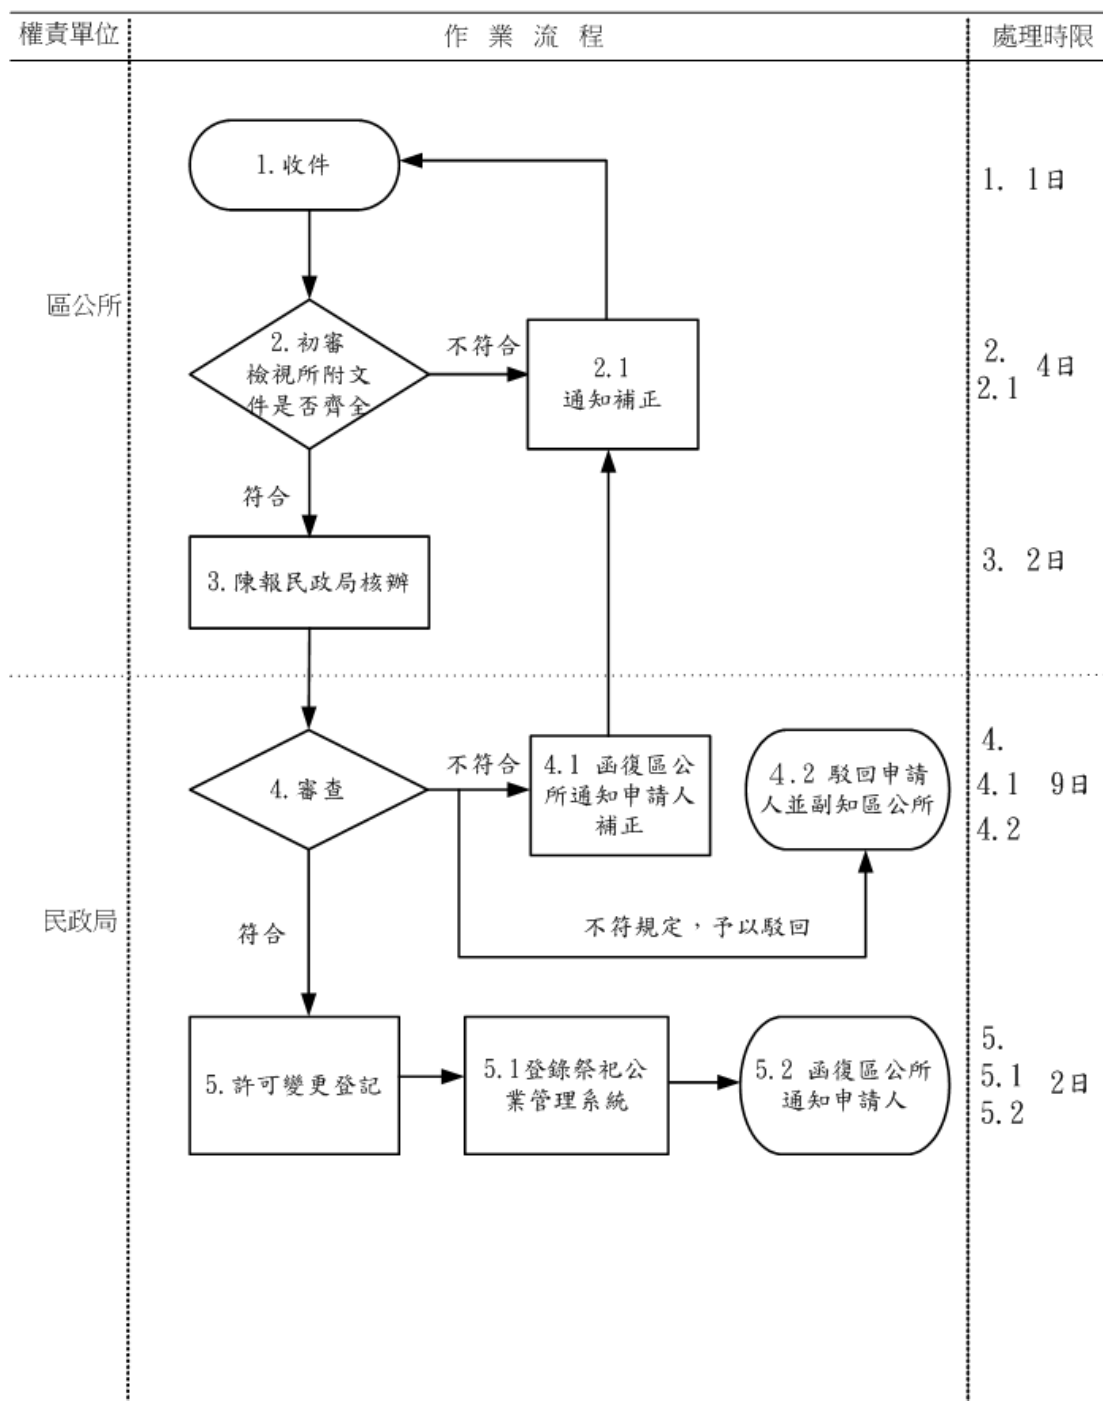 權責單位
作 業 流 程
處理時限
1.收件
1. 1日
區公所
2.初審
檢視所附文
件是否齊全
不符合
2.1
通知補正
2.
2.1
4日
符合
3.陳報民政局核辦
3. 2日
4.審查
不符合
4.1 函復區公
所通知申請人
補正
4.2 駁回申請
人並副知區公所
4.
4.1 9日
4.2
民政局
符合
不符規定，予以駁回
5.許可變更登記
5.1登錄祭祀公
業管理系統
5.2 函復區公所
通知申請人
5.
5.1
5.2
2日